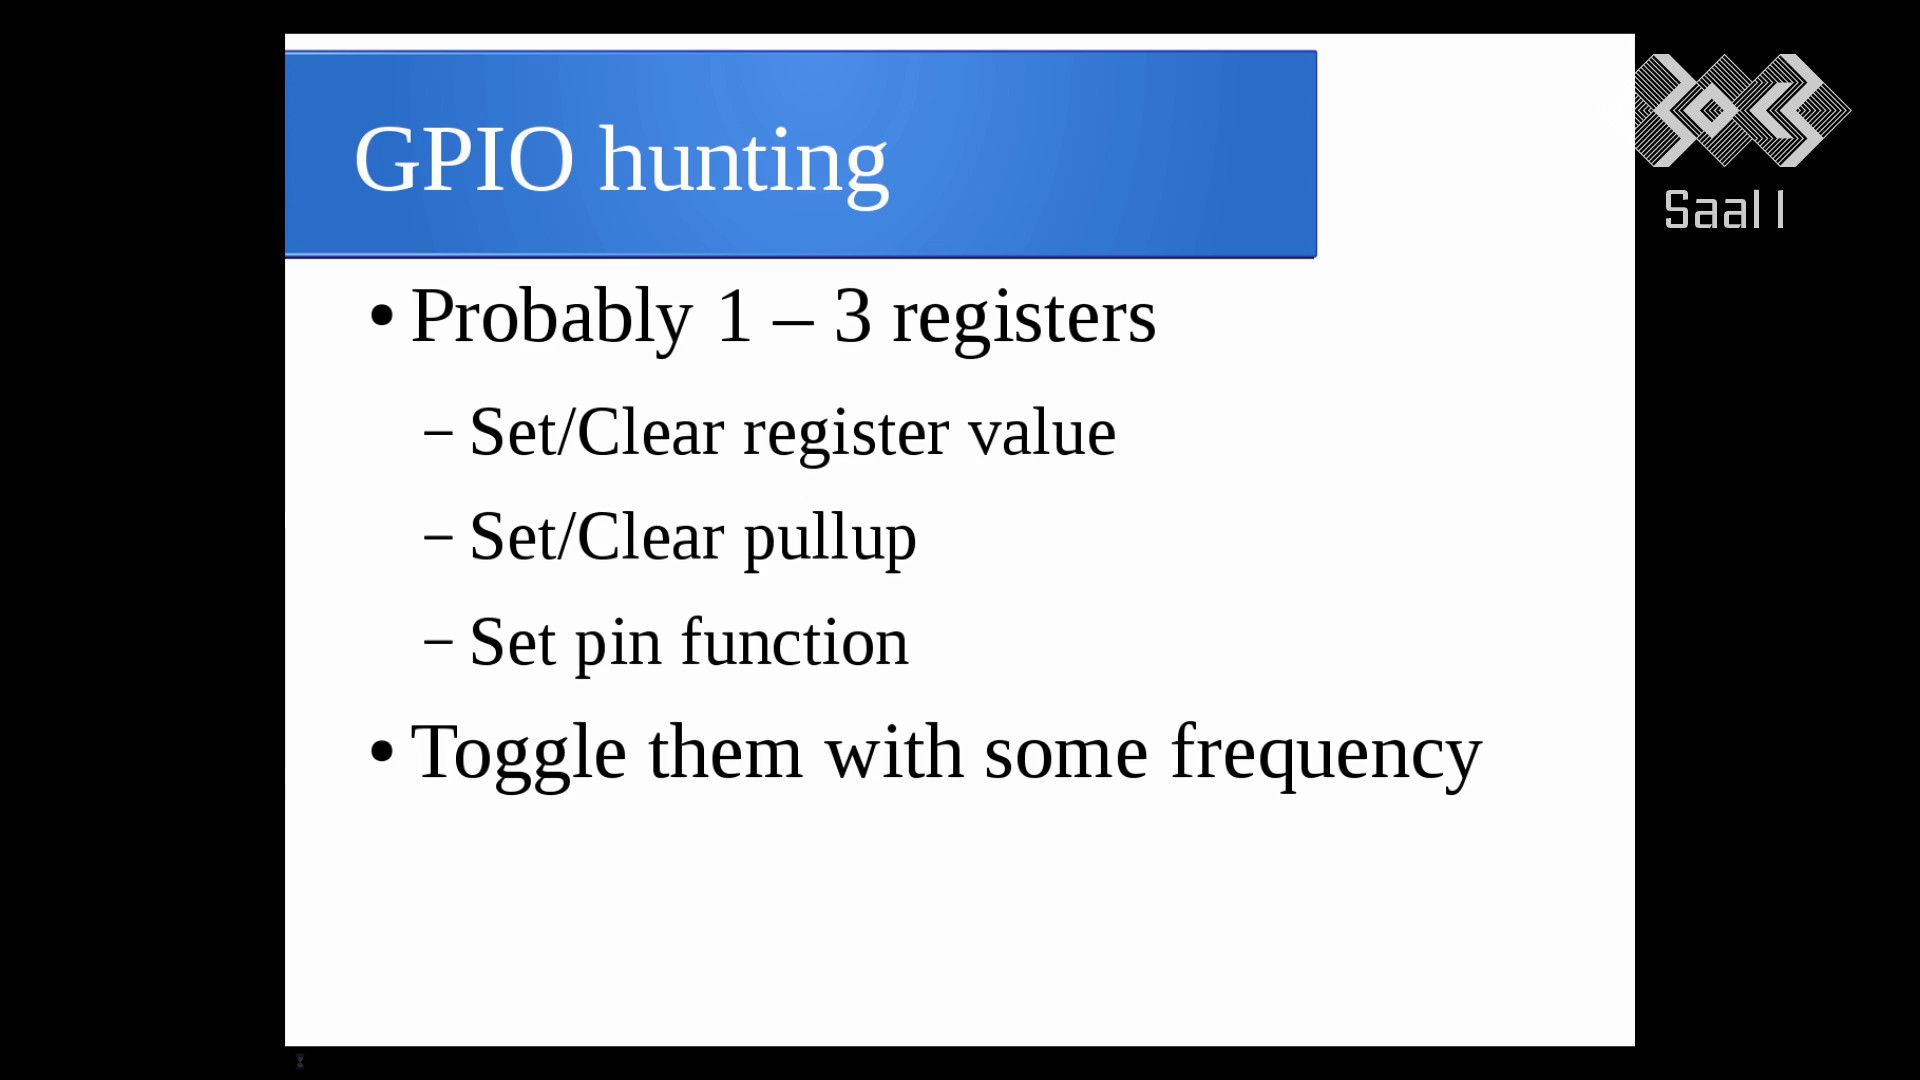 GPIO hunting
Saal 1
• Probably 1 – 3 registers
– Set/Clear register value
– Set/Clear pullup
– Set pin function
• Toggle them with some frequency